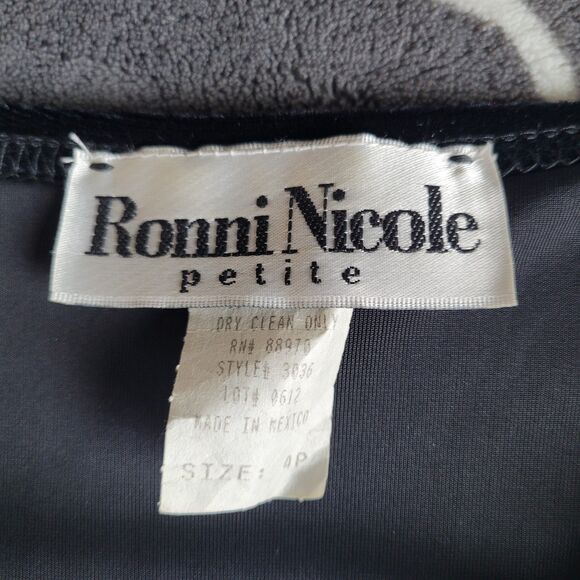 Ronni Nicole
petite
DRY CLEAN ONLY
RN# 88970
STYLE# 3036
LOT# 0612
MADE IN MEXICO
SIZE: 4P